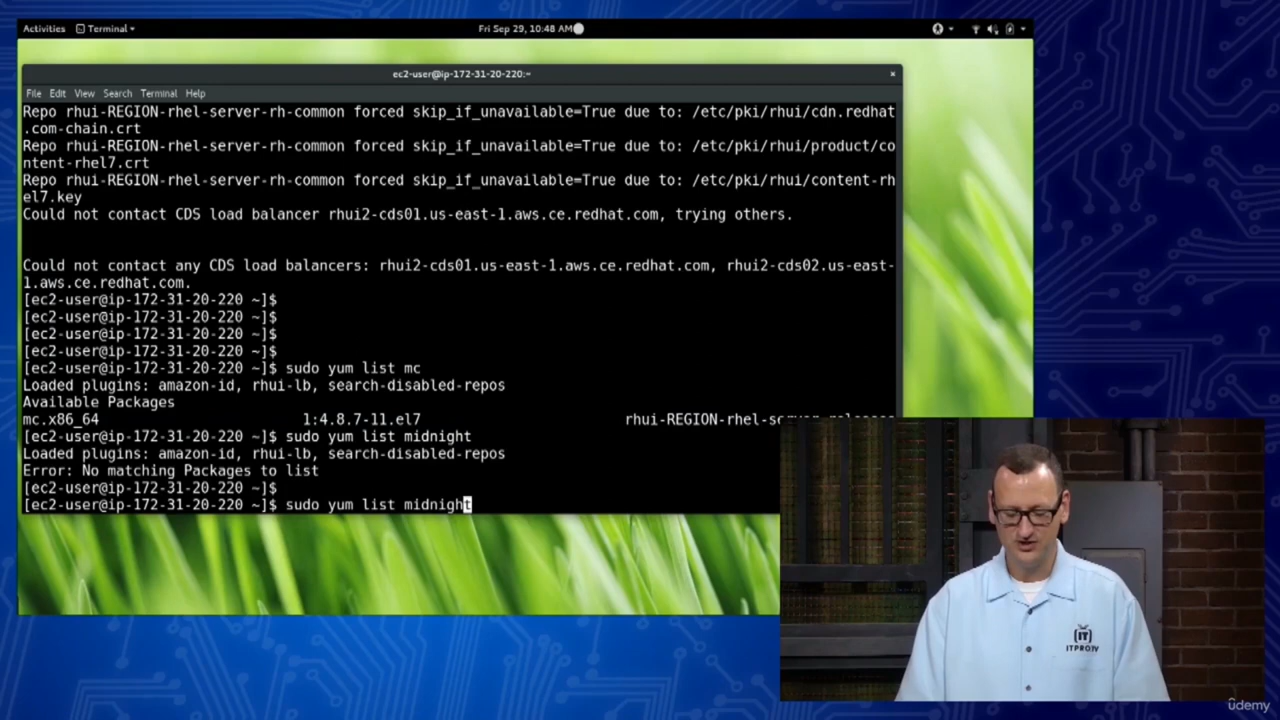 Activities Terminal Fri Sep 29, 10:48 AM
ec2-user@ip-172-31-20-220:~
File Edit View Search Terminal Help
Repo rhui-REGION-rhel-server-rh-common forced skip_if_unavailable=True due to: /etc/pki/rhui/cdn.redhat
.com-chain.crt
Repo rhui-REGION-rhel-server-rh-common forced skip_if_unavailable=True due to: /etc/pki/rhui/product/co
ntent-rhel7.crt
Repo rhui-REGION-rhel-server-rh-common forced skip_if_unavailable=True due to: /etc/pki/rhui/content-rh
el7.key
Could not contact CDS load balancer rhui2-cds01.us-east-1.aws.ce.redhat.com, trying others.
Could not contact any CDS load balancers: rhui2-cds01.us-east-1.aws.ce.redhat.com, rhui2-cds02.us-east-
1.aws.ce.redhat.com.
[ec2-user@ip-172-31-20-220 ~]$
[ec2-user@ip-172-31-20-220 ~]$
[ec2-user@ip-172-31-20-220 ~]$
[ec2-user@ip-172-31-20-220 ~]$
[ec2-user@ip-172-31-20-220 ~]$ sudo yum list mc
Loaded plugins: amazon-id, rhui-lb, search-disabled-repos
Available Packages
mc.x86_64 1:4.8.7-11.el7 rhui-REGION-rhel-server-releases
[ec2-user@ip-172-31-20-220 ~]$ sudo yum list midnight
Loaded plugins: amazon-id, rhui-lb, search-disabled-repos
Error: No matching Packages to list
[ec2-user@ip-172-31-20-220 ~]$
[ec2-user@ip-172-31-20-220 ~]$ sudo yum list midnight
IT
ITPROTV
ûdemy